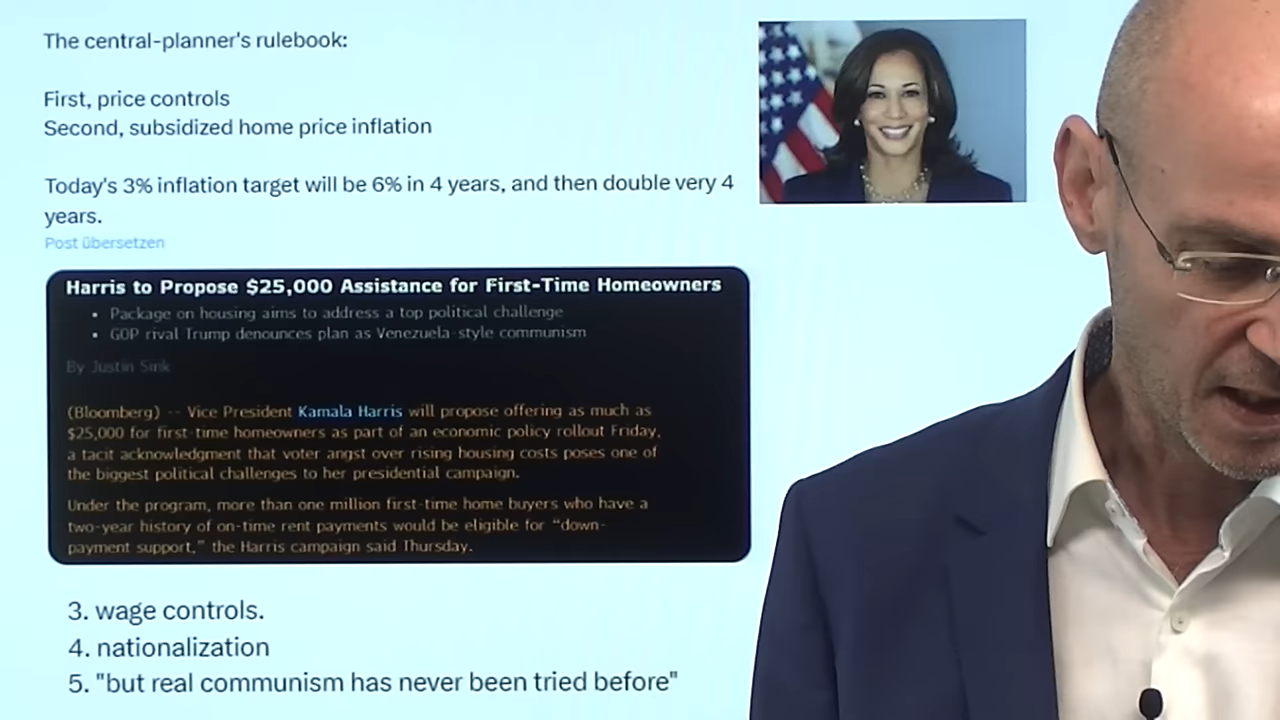 The central-planner's rulebook:
First, price controls
Second, subsidized home price inflation
Today's 3% inflation target will be 6% in 4 years, and then double very 4
years.
Post übersetzen
Harris to Propose $25,000 Assistance for First-Time Homeowners
• Package on housing aims to address a top political challenge
• GOP rival Trump denounces plan as Venezuela-style communism
By Justin Sink
(Bloomberg) -- Vice President Kamala Harris will propose offering as much as
$25,000 for first-time homeowners as part of an economic policy rollout Friday,
a tacit acknowledgment that voter angst over rising housing costs poses one of
the biggest political challenges to her presidential campaign.
Under the program, more than one million first-time home buyers who have a
two-year history of on-time rent payments would be eligible for “down-
payment support,” the Harris campaign said Thursday.
3. wage controls.
4. nationalization
5. "but real communism has never been tried before"